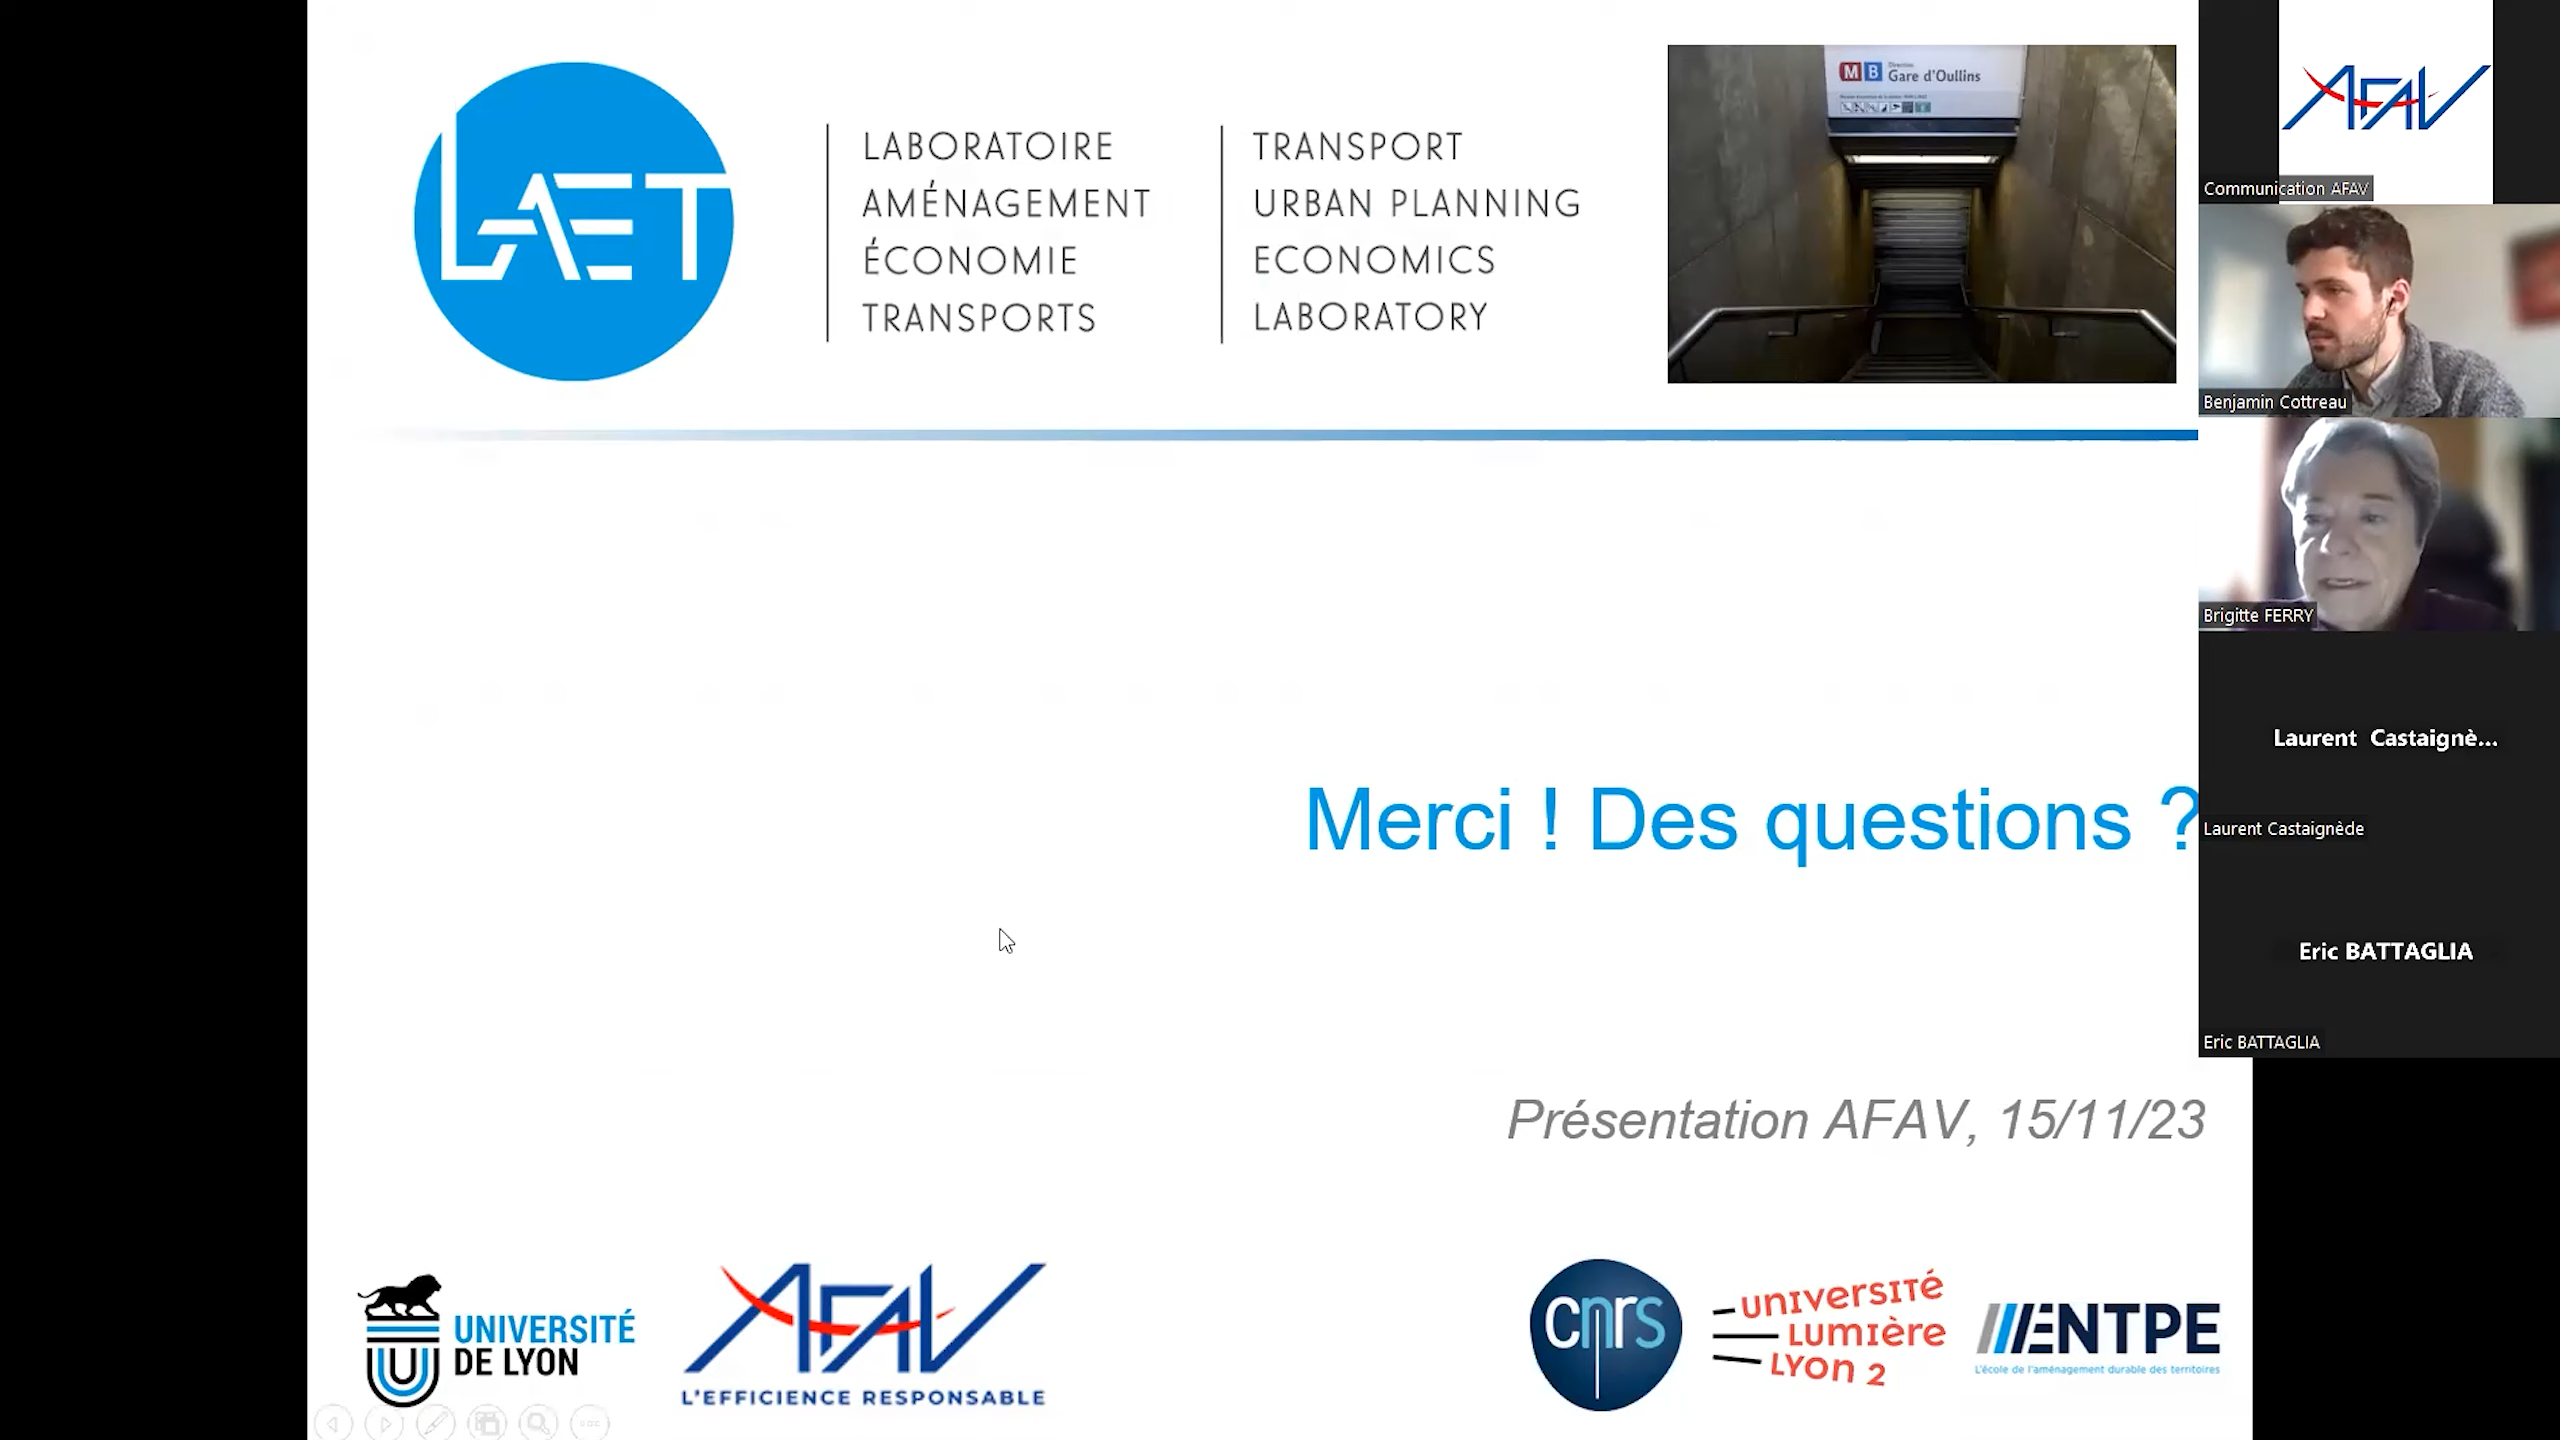 LAET
LABORATOIRE
AMÉNAGEMENT
ÉCONOMIE
TRANSPORTS
TRANSPORT
URBAN PLANNING
ECONOMICS
LABORATORY
M B Direction
Gare d'Oullins
AFAV
Communication AFAV
Benjamin Cottreau
Brigitte FERRY
Laurent Castaignè...
Laurent Castaignède
Eric BATTAGLIA
Eric BATTAGLIA
Merci ! Des questions ?
Présentation AFAV, 15/11/23
UNIVERSITÉ
DE LYON
AFAV
L'EFFICIENCE RESPONSABLE
cnrs
UNIVERSITÉ
LUMIÈRE
LYON 2
ENTPE
L'école de l'aménagement durable des territoires